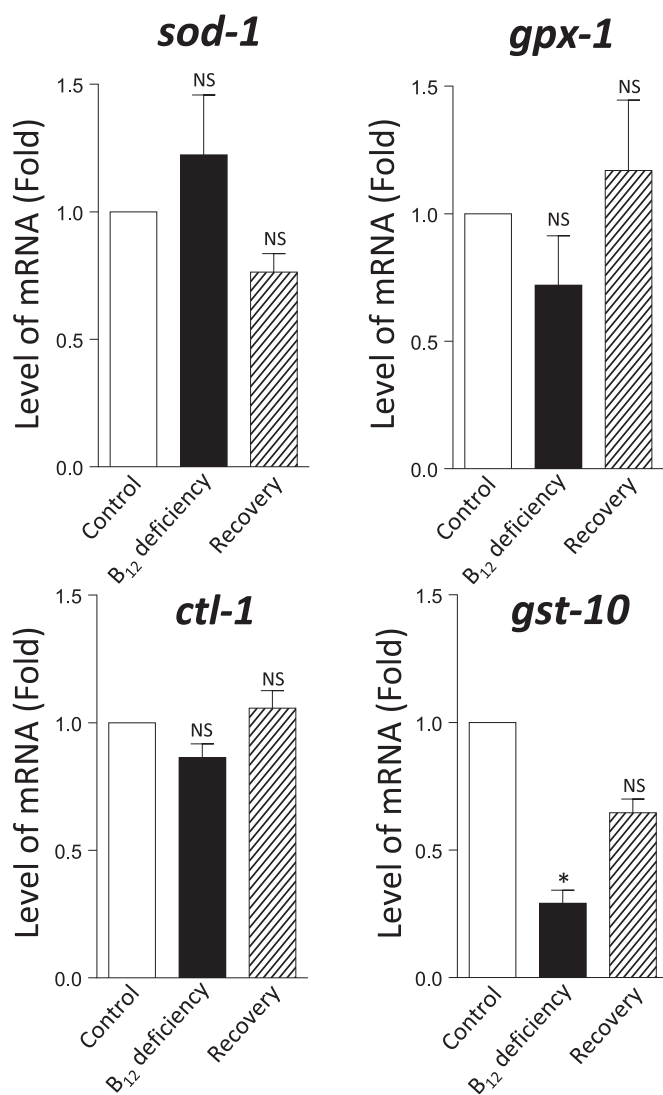 sod-1
Level of mRNA (Fold)
1.5
1.0
0.5
0.0
NS
NS
Control
B12 deficiency
Recovery
gpx-1
Level of mRNA (Fold)
1.5
1.0
0.5
0.0
NS
NS
Control
B12 deficiency
Recovery
ctl-1
Level of mRNA (Fold)
1.5
1.0
0.5
0.0
NS
NS
Control
B12 deficiency
Recovery
gst-10
Level of mRNA (Fold)
1.5
1.0
0.5
0.0
*
NS
Control
B12 deficiency
Recovery